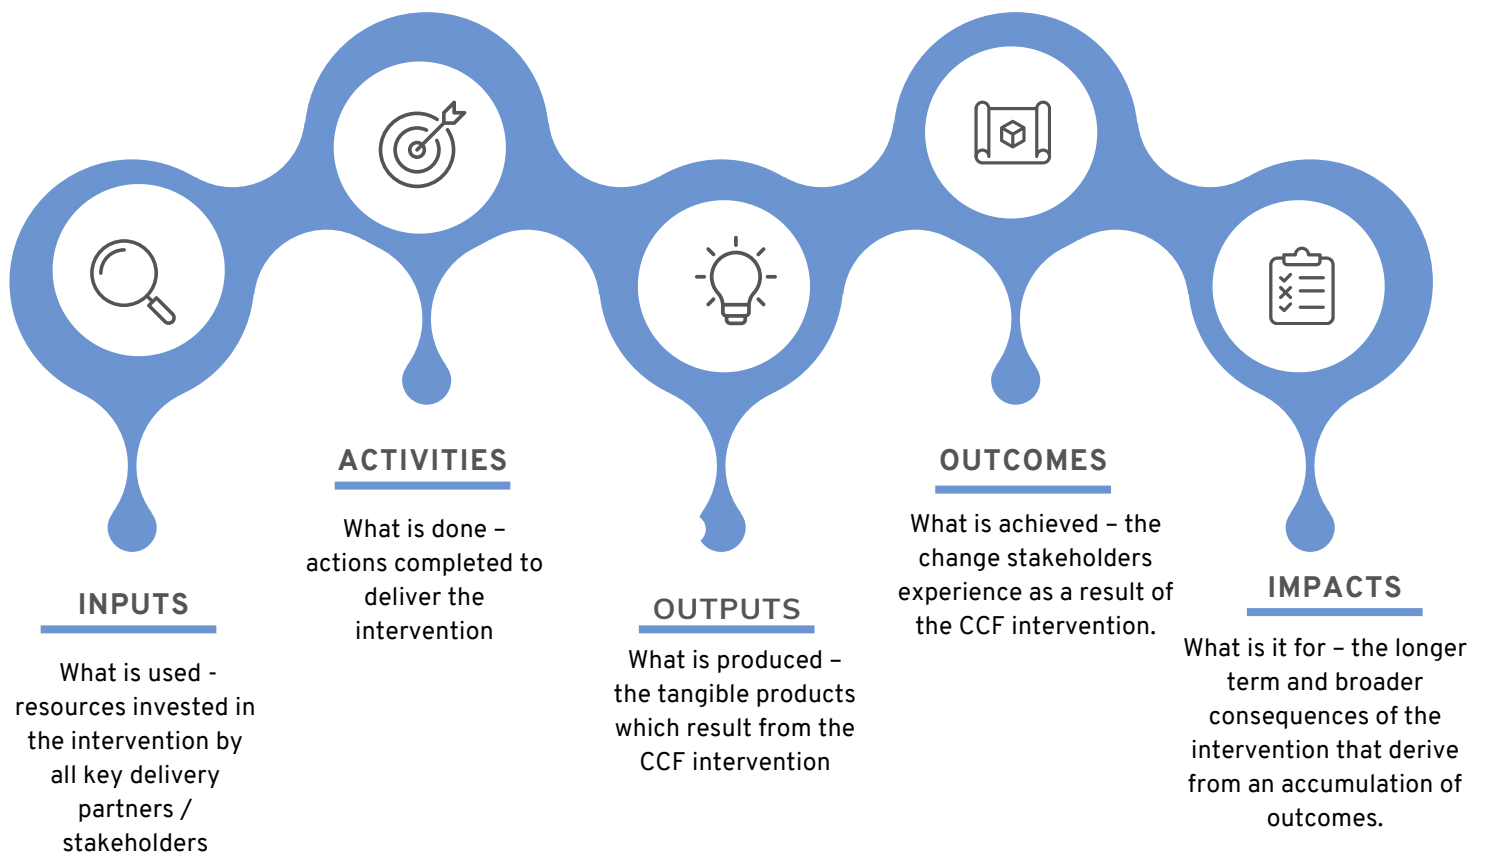 INPUTS
What is used -
resources invested in
the intervention by
all key delivery
partners /
stakeholders
ACTIVITIES
What is done –
actions completed to
deliver the
intervention
OUTPUTS
What is produced –
the tangible products
which result from the
CCF intervention
OUTCOMES
What is achieved – the
change stakeholders
experience as a result of
the CCF intervention.
IMPACTS
What is it for – the longer
term and broader
consequences of the
intervention that derive
from an accumulation of
outcomes.